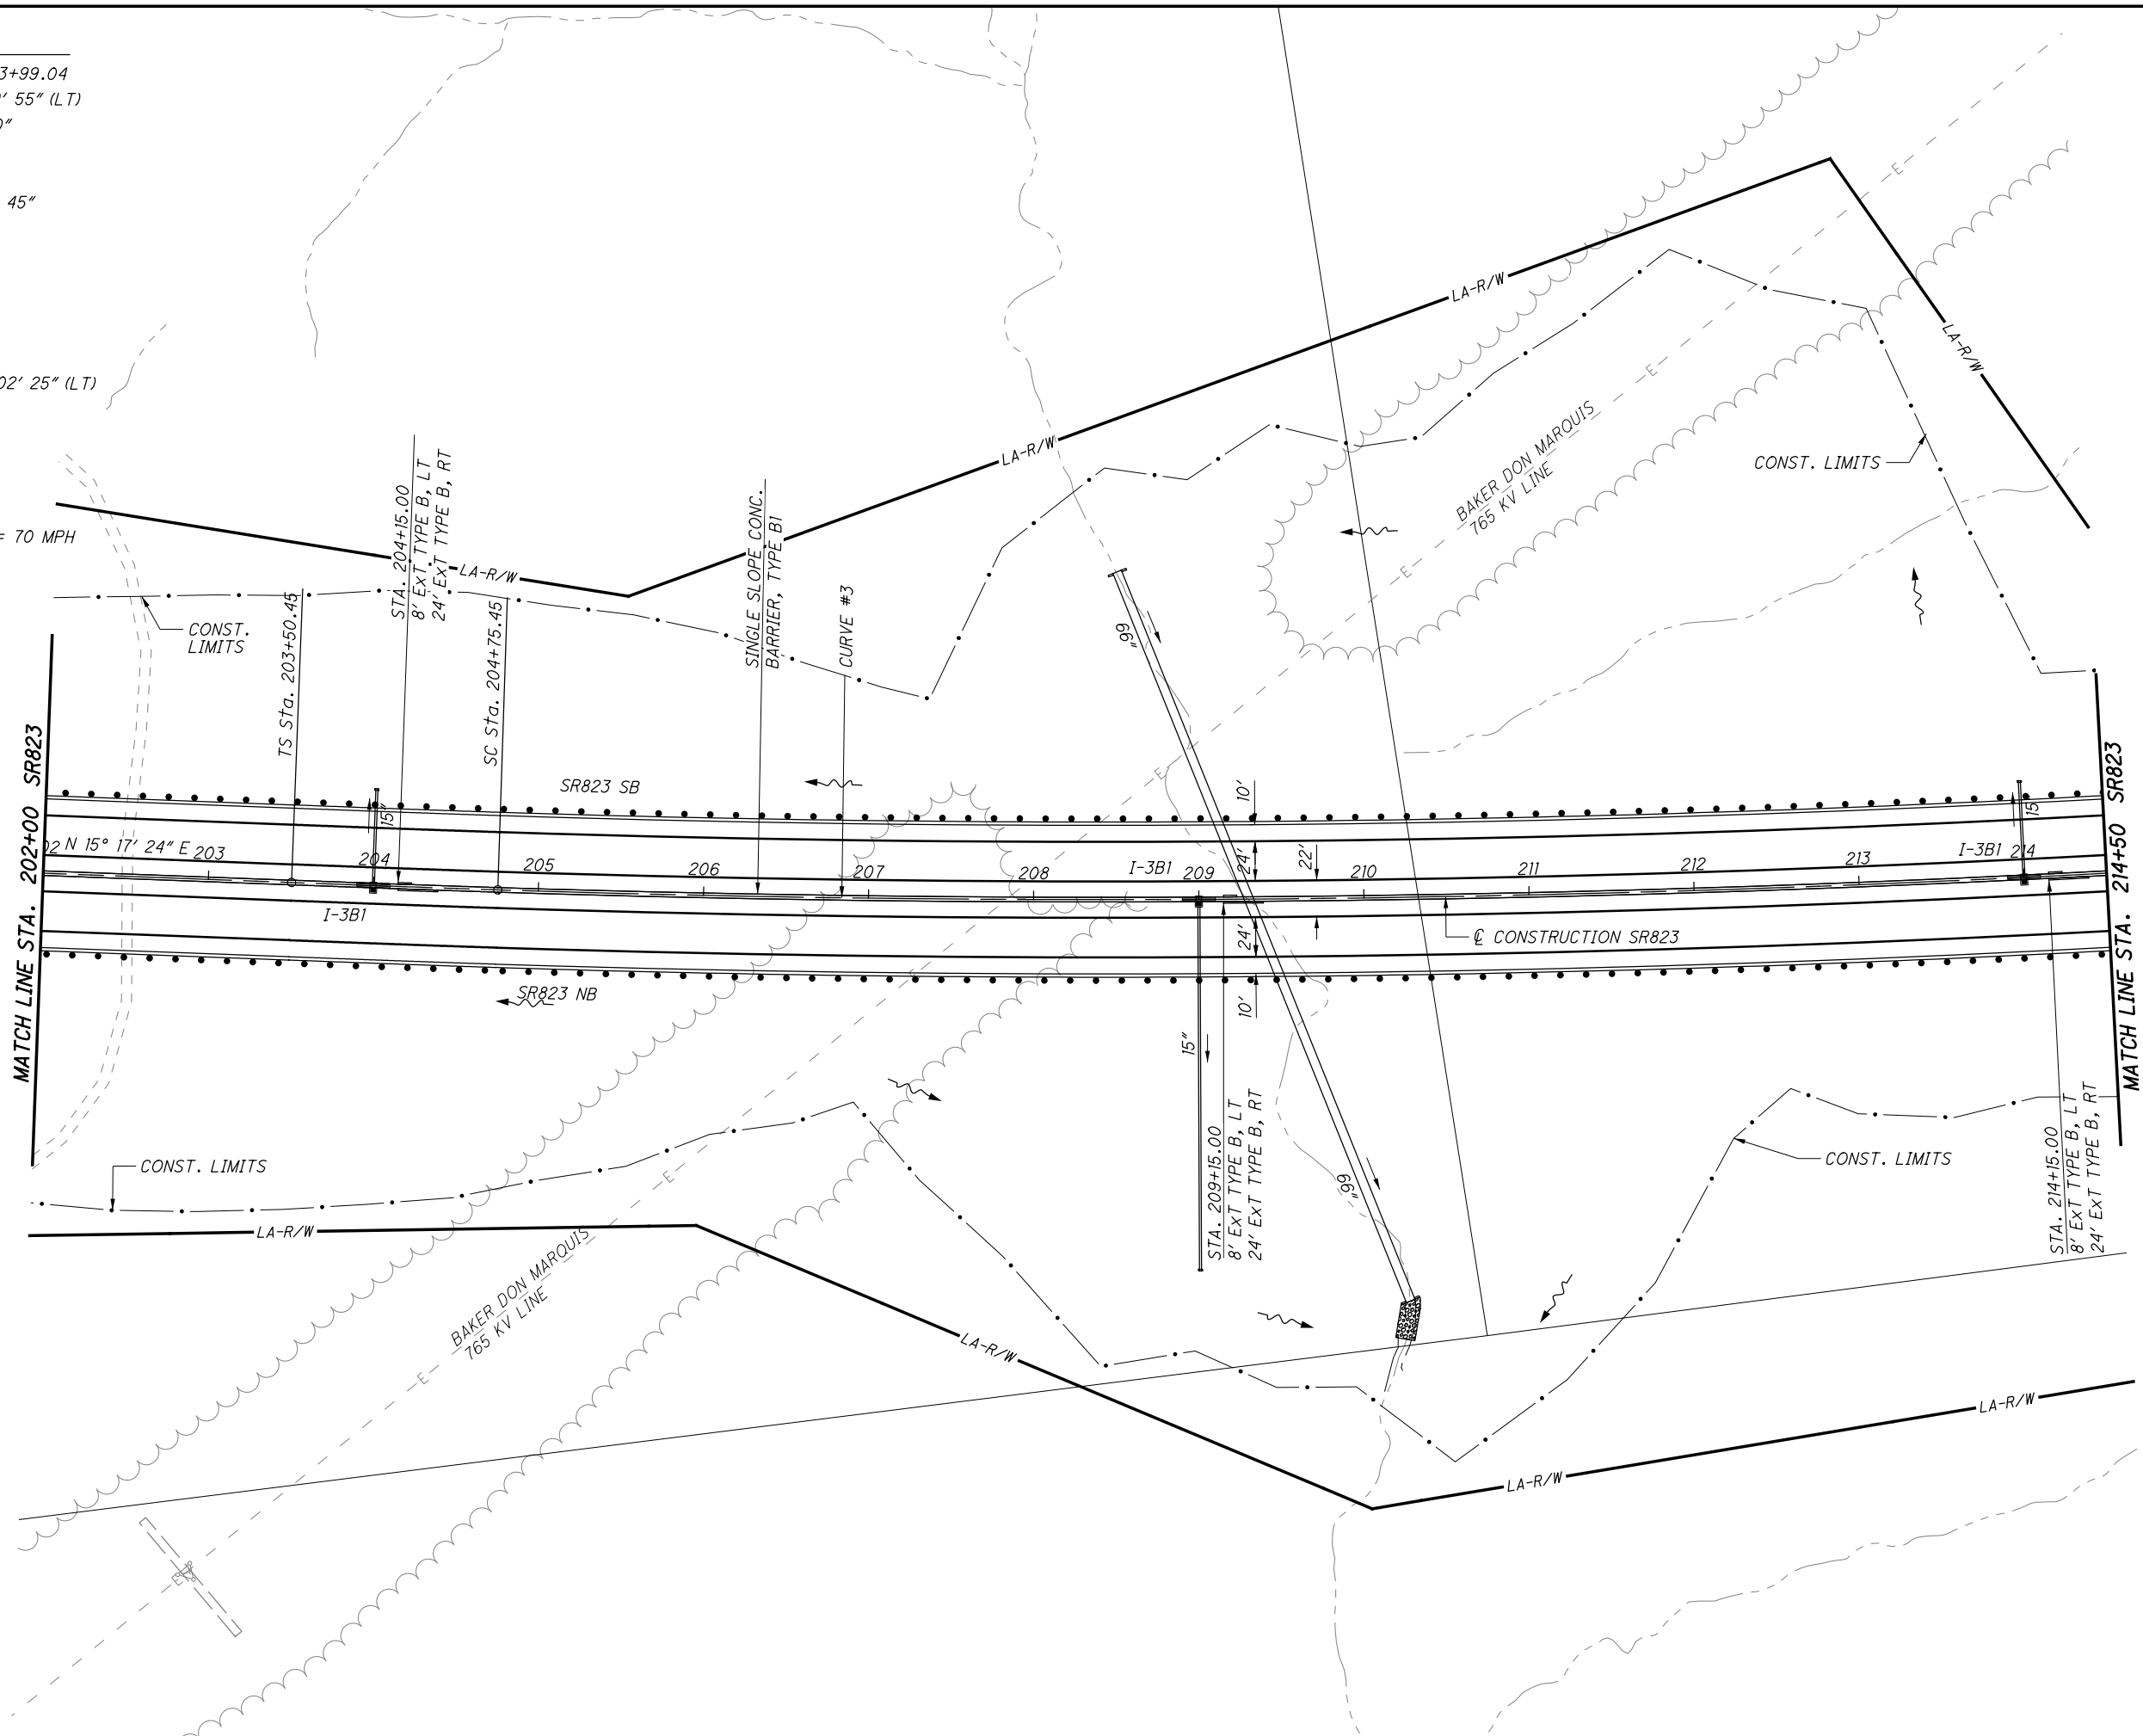 3+99.04
' 55" (LT)
0"
45"
02' 25" (LT)
= 70 MPH
LA-R/W
LA-R/W
LA-R/W
LA-R/W
CONST. LIMITS
BAKER DON MARQUIS
765 KV LINE
E
E
E
E
STA. 204+15.00
8' ExT TYPE B, LT
24' ExT TYPE B, RT
SINGLE SLOPE CONC.
BARRIER, TYPE B1
CURVE #3
CONST.
LIMITS
TS Sta. 203+50.45
SC Sta. 204+75.45
66"
MATCH LINE STA. 202+00 SR823
SR823 SB
15"
10'
15"
MATCH LINE STA. 214+50 SR823
02 N 15° 17' 24" E 203
204
205
206
207
208
I-3B1
209
24'
22'
210
211
212
213
I-3B1
214
I-3B1
24'
℄ CONSTRUCTION SR823
SR823 NB
E
10'
15"
STA. 209+15.00
8' ExT TYPE B, LT
24' ExT TYPE B, RT
66"
STA. 214+15.00
8' ExT TYPE B, LT
24' ExT TYPE B, RT
CONST. LIMITS
CONST. LIMITS
E
LA-R/W
BAKER DON MARQUIS
765 KV LINE
E
LA-R/W
LA-R/W
LA-R/W
E